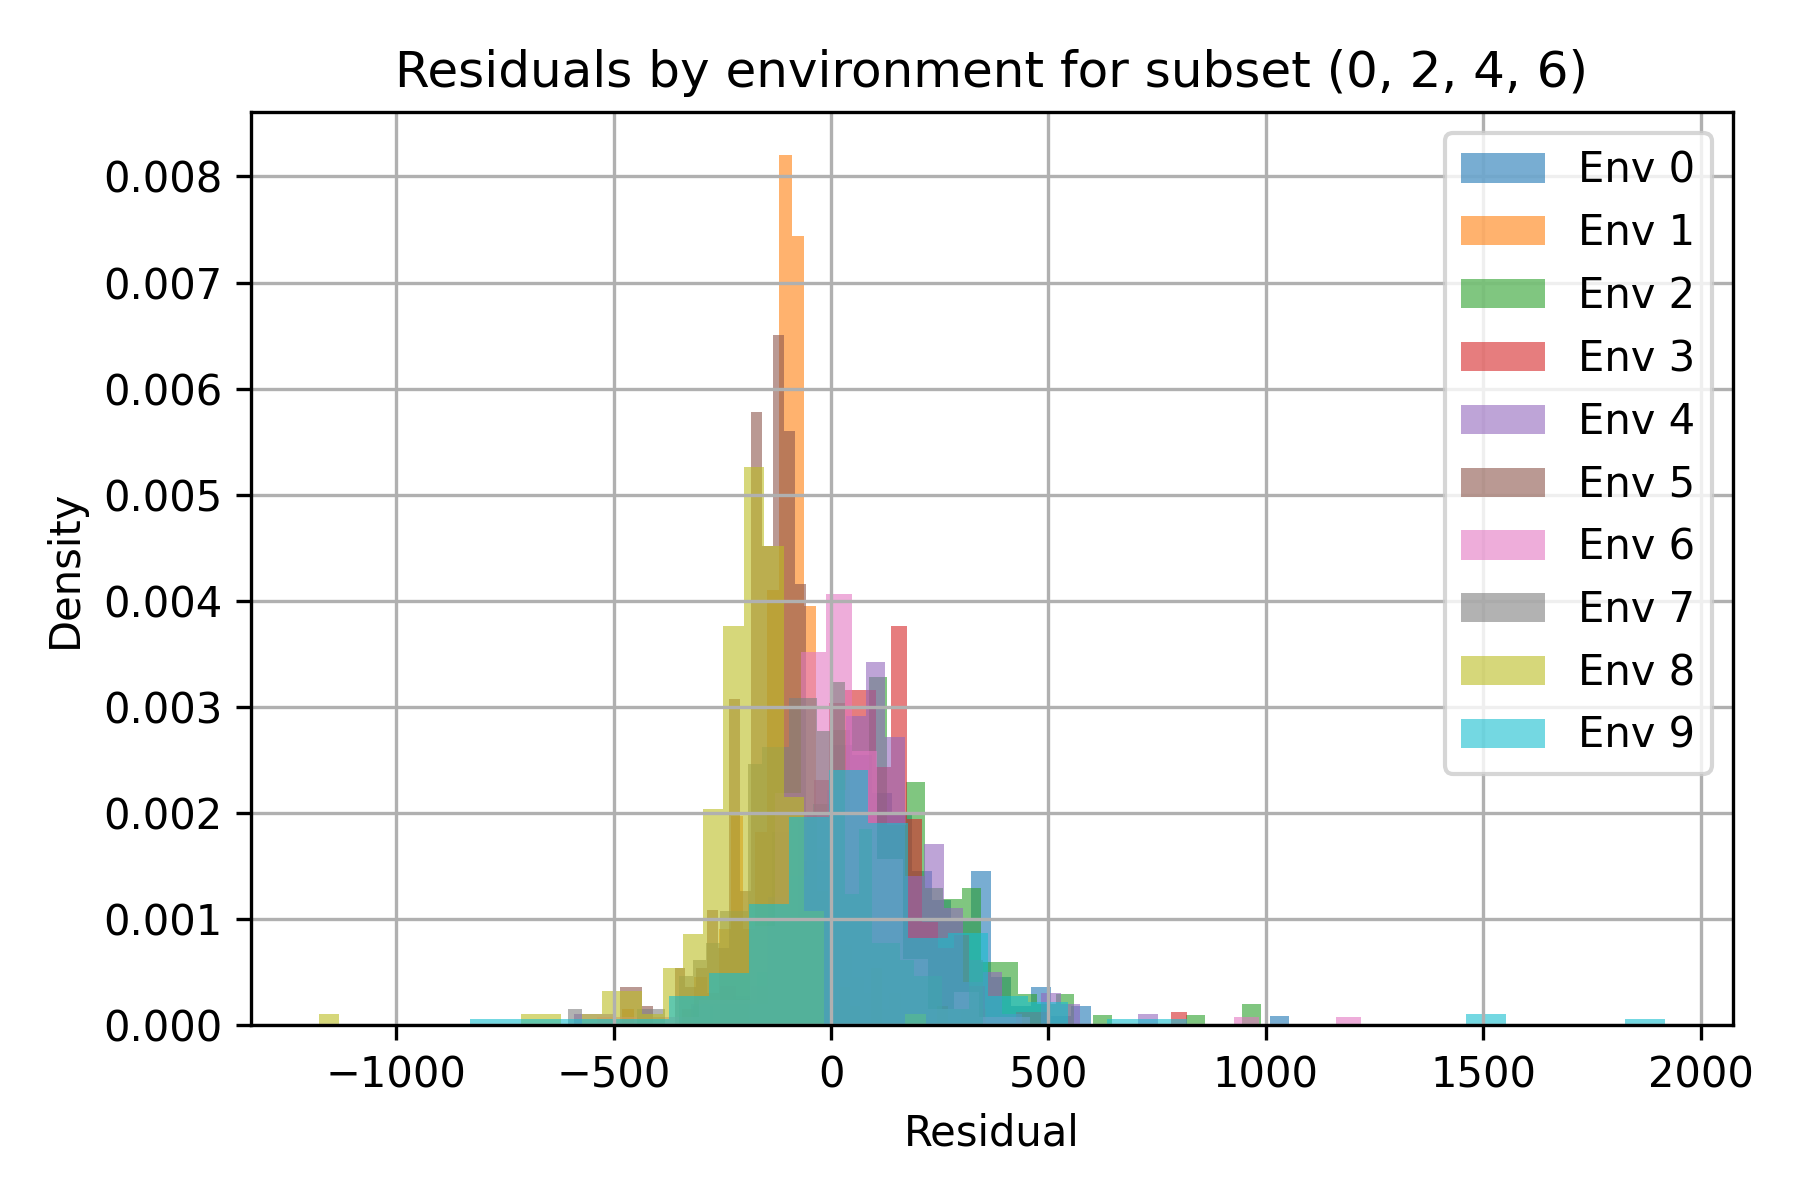 Residuals by environment for subset (0, 2, 4, 6)
0.008
0.007
0.006
0.005
0.004
0.003
0.002
0.001
0.000
Density
−1000
−500
0
500
1000
1500
2000
Residual
Env 0
Env 1
Env 2
Env 3
Env 4
Env 5
Env 6
Env 7
Env 8
Env 9